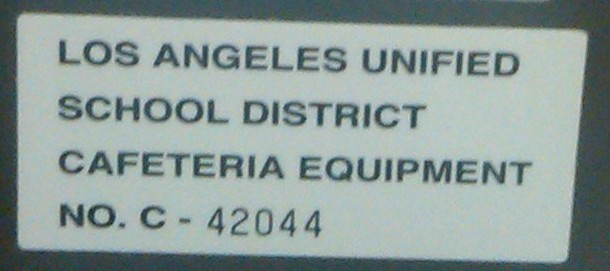 LOS ANGELES UNIFIED
SCHOOL DISTRICT
CAFETERIA EQUIPMENT
NO. C - 42044